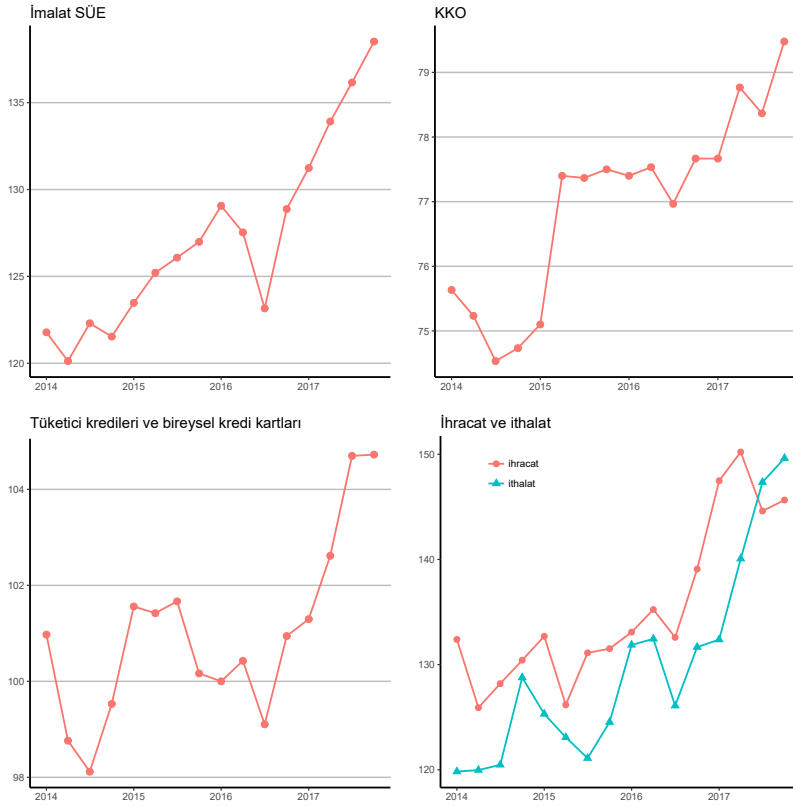 İmalat SÜE
135
130
125
120
2014 2015 2016 2017
KKO
79
78
77
76
75
2014 2015 2016 2017
Tüketici kredileri ve bireysel kredi kartları
104
102
100
98
2014 2015 2016 2017
İhracat ve ithalat
150
140
130
120
ihracat
ithalat
2014 2015 2016 2017